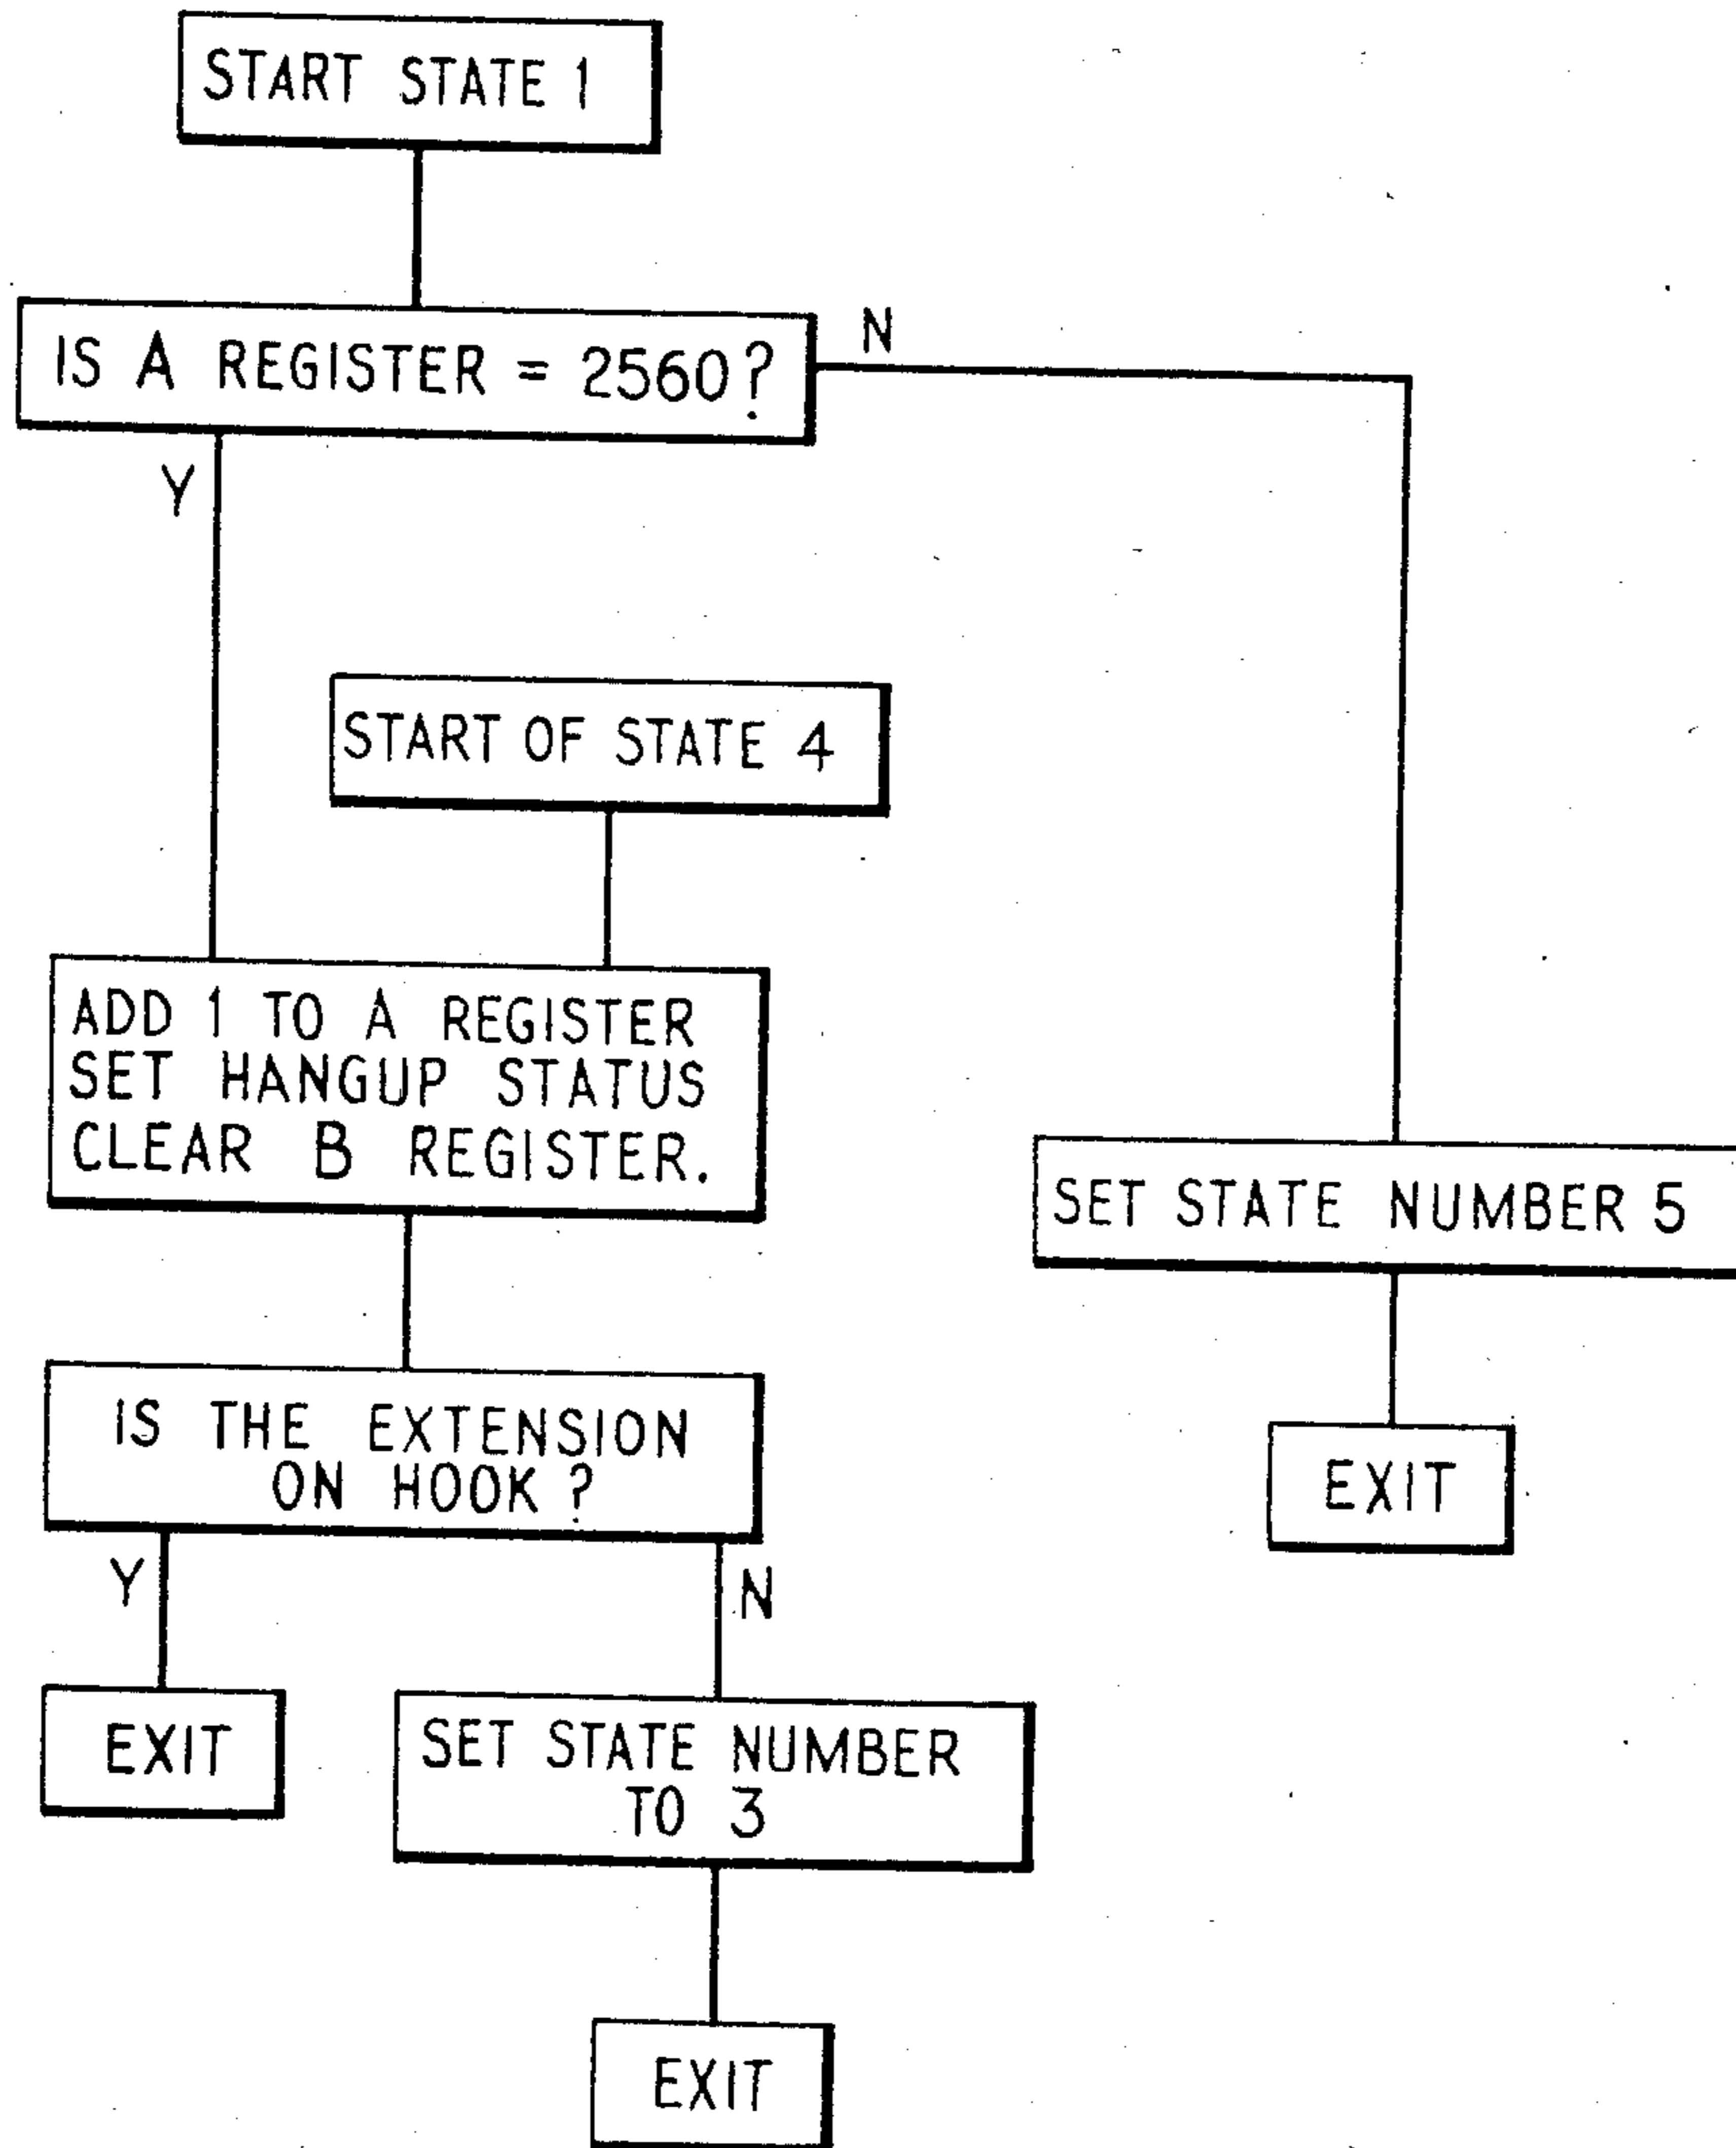 START STATE 1
IS A REGISTER = 2560?
N
Y
START OF STATE 4
ADD 1 TO A REGISTER
SET HANGUP STATUS
CLEAR B REGISTER.
SET STATE NUMBER 5
IS THE EXTENSION
ON HOOK?
EXIT
Y
N
EXIT
SET STATE NUMBER
TO 3
EXIT